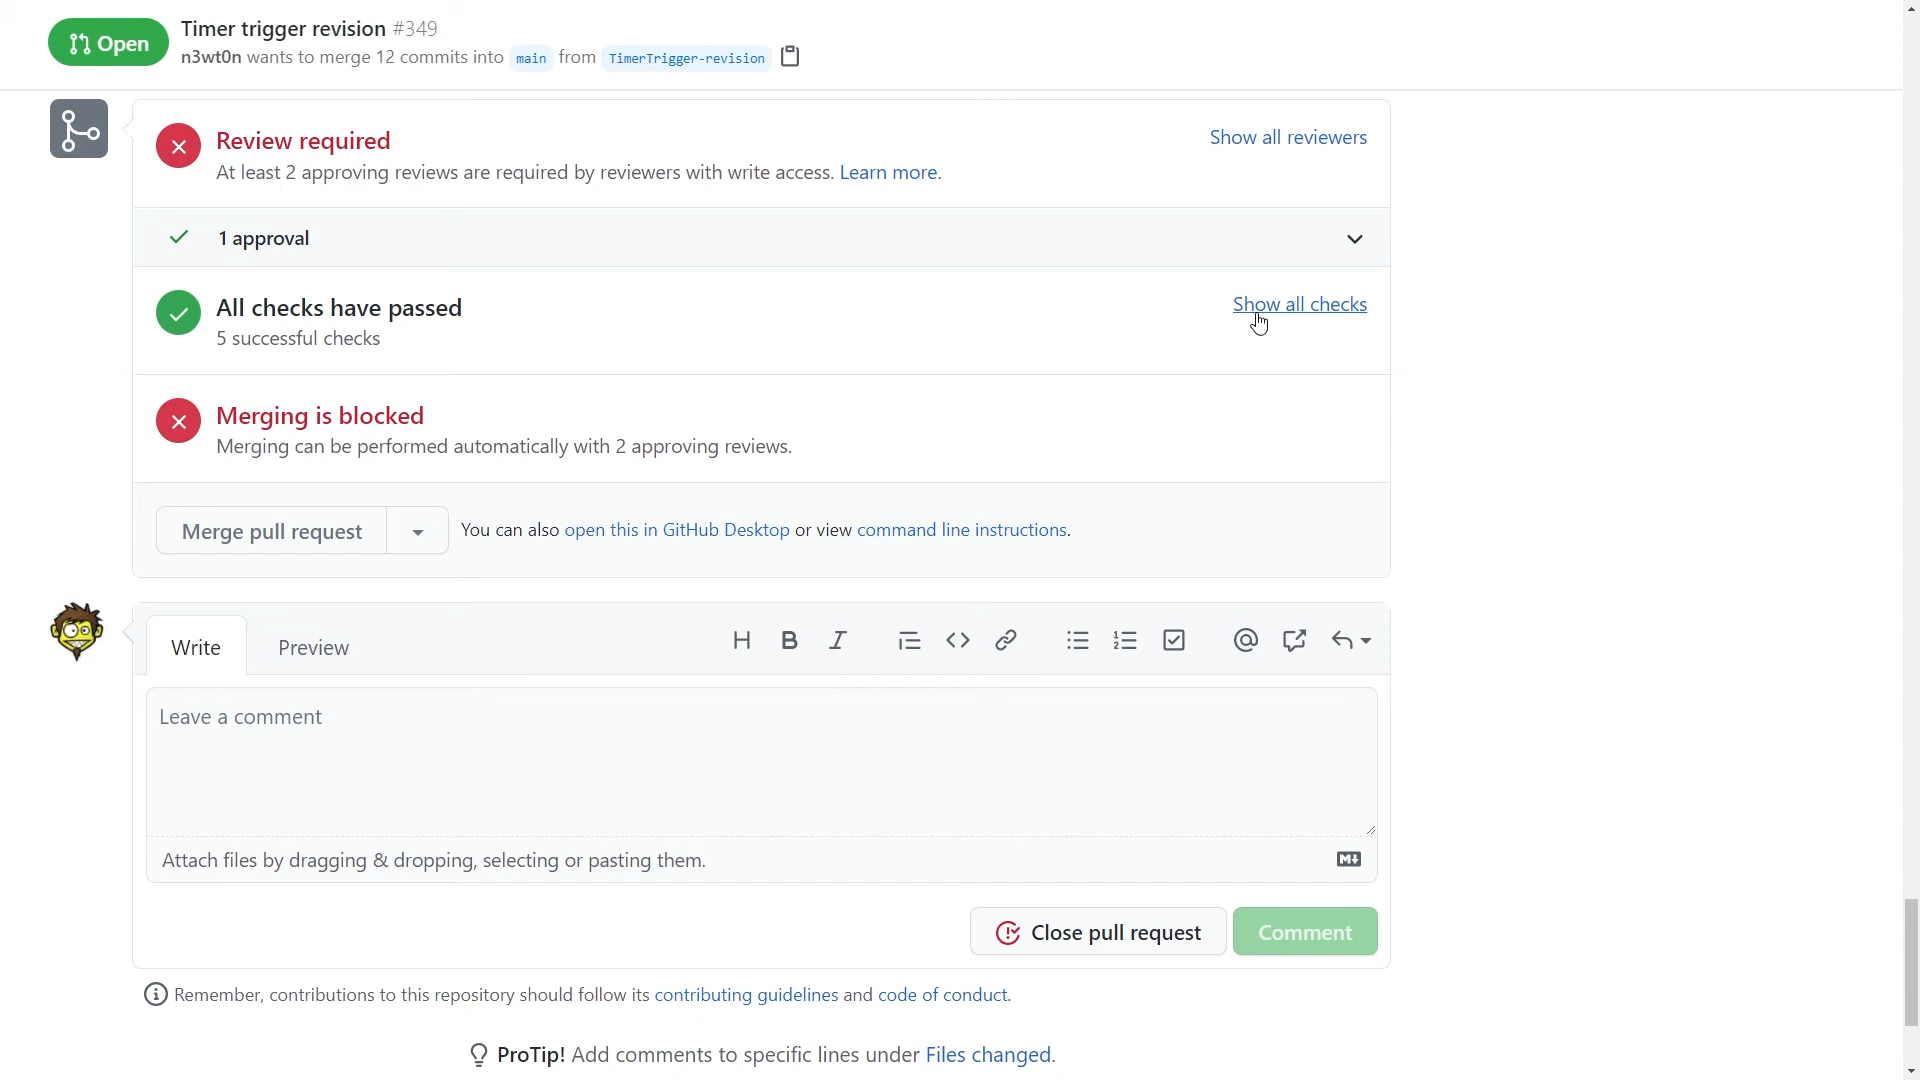 Open
Timer trigger revision #349
n3wt0n wants to merge 12 commits into main from TimerTrigger-revision
Review required
Show all reviewers
At least 2 approving reviews are required by reviewers with write access. Learn more.
1 approval
All checks have passed
Show all checks
5 successful checks
Merging is blocked
Merging can be performed automatically with 2 approving reviews.
Merge pull request
You can also open this in GitHub Desktop or view command line instructions.
Write
Preview
H B I
Leave a comment
Attach files by dragging & dropping, selecting or pasting them.
M
Close pull request
Comment
Remember, contributions to this repository should follow its contributing guidelines and code of conduct.
ProTip! Add comments to specific lines under Files changed.